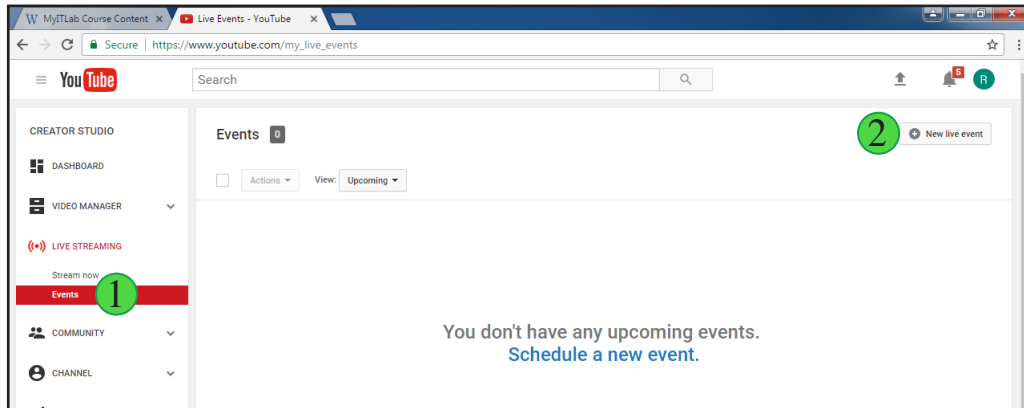 MyITLab Course Content
Live Events - YouTube
Secure https://www.youtube.com/my_live_events
YouTube
Search
5
R
CREATOR STUDIO
DASHBOARD
VIDEO MANAGER
LIVE STREAMING
Stream now
Events
1
COMMUNITY
CHANNEL
Events 0
2
New live event
Actions
View: Upcoming
You don't have any upcoming events.
Schedule a new event.